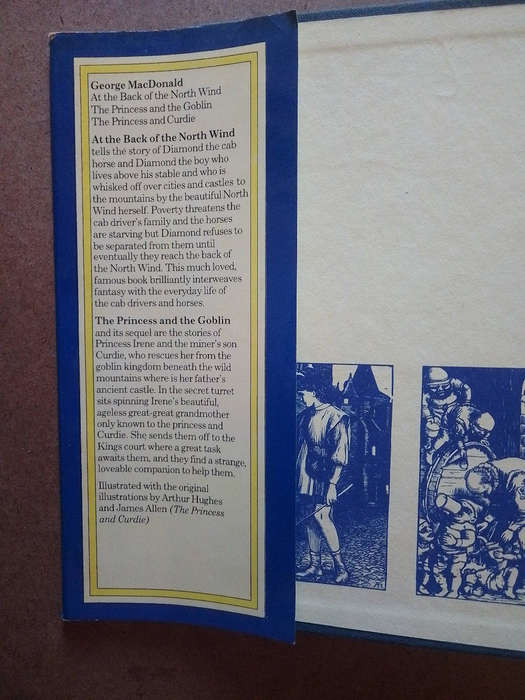 George MacDonald
At the Back of the North Wind
The Princess and the Goblin
The Princess and Curdie
At the Back of the North Wind
tells the story of Diamond the cab
horse and Diamond the boy who
lives above his stable and who is
whisked off over cities and castles to
the mountains by the beautiful North
Wind herself. Poverty threatens the
cab driver's family and the horses
are starving but Diamond refuses to
be separated from them until
eventually they reach the back of
the North Wind. This much loved,
famous book brilliantly interweaves
fantasy with the everyday life of
the cab drivers and horses.
The Princess and the Goblin
and its sequel are the stories of
Princess Irene and the miner's son
Curdie, who rescues her from the
goblin kingdom beneath the wild
mountains where is her father's
ancient castle. In the secret turret
sits spinning Irene's beautiful,
ageless great-great grandmother
only known to the princess and
Curdie. She sends them off to the
Kings court where a great task
awaits them, and they find a strange,
loveable companion to help them.
Illustrated with the original
illustrations by Arthur Hughes
and James Allen (The Princess
and Curdie)